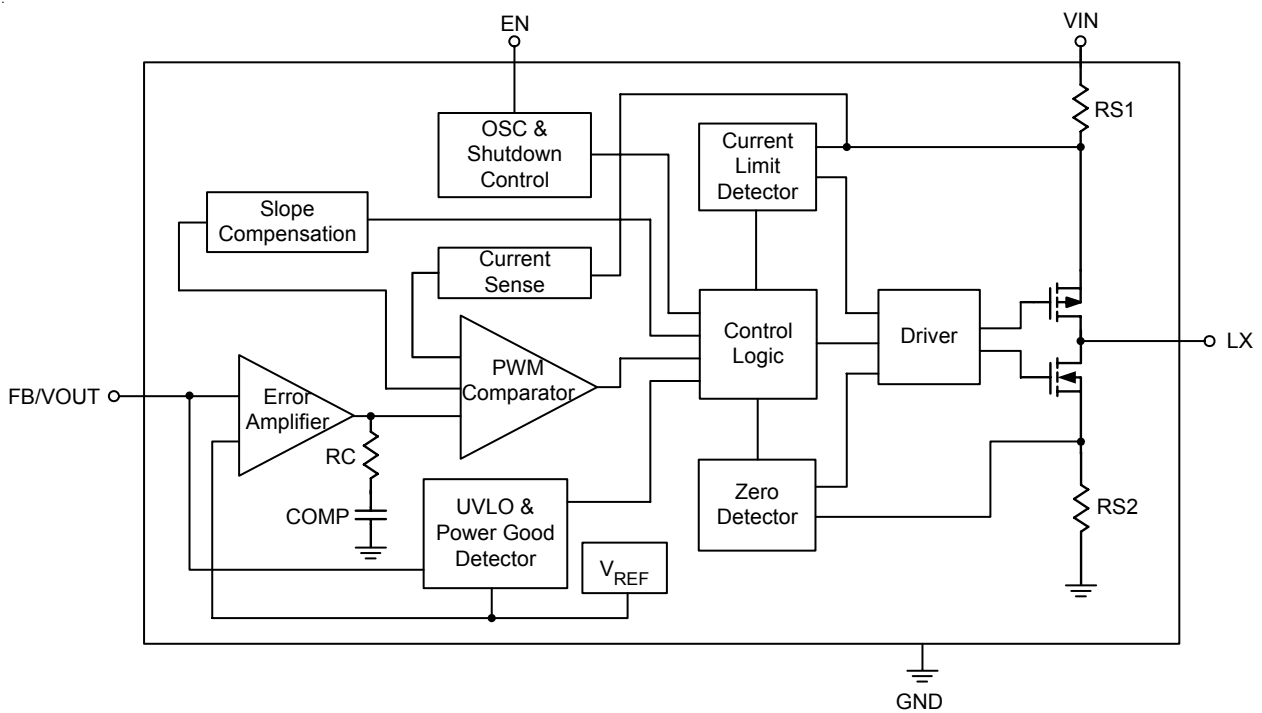 EN
VIN
OSC &
Shutdown
Control
Current
Limit
Detector
RS1
Slope
Compensation
Current
Sense
Control
Logic
Driver
LX
PWM
Comparator
FB/VOUT
Error
Amplifier
RC
COMP
UVLO &
Power Good
Detector
Zero
Detector
RS2
VREF
GND